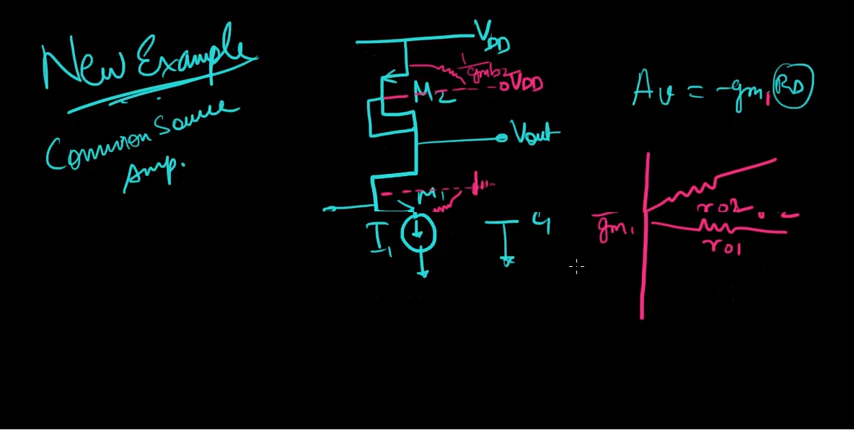 New Example
Common Source
Amp.
VDD
1/gmb2
M2
VDD
Vout
M1
I1
C1
Av = -gm1 RD
gm1
ro2
ro1